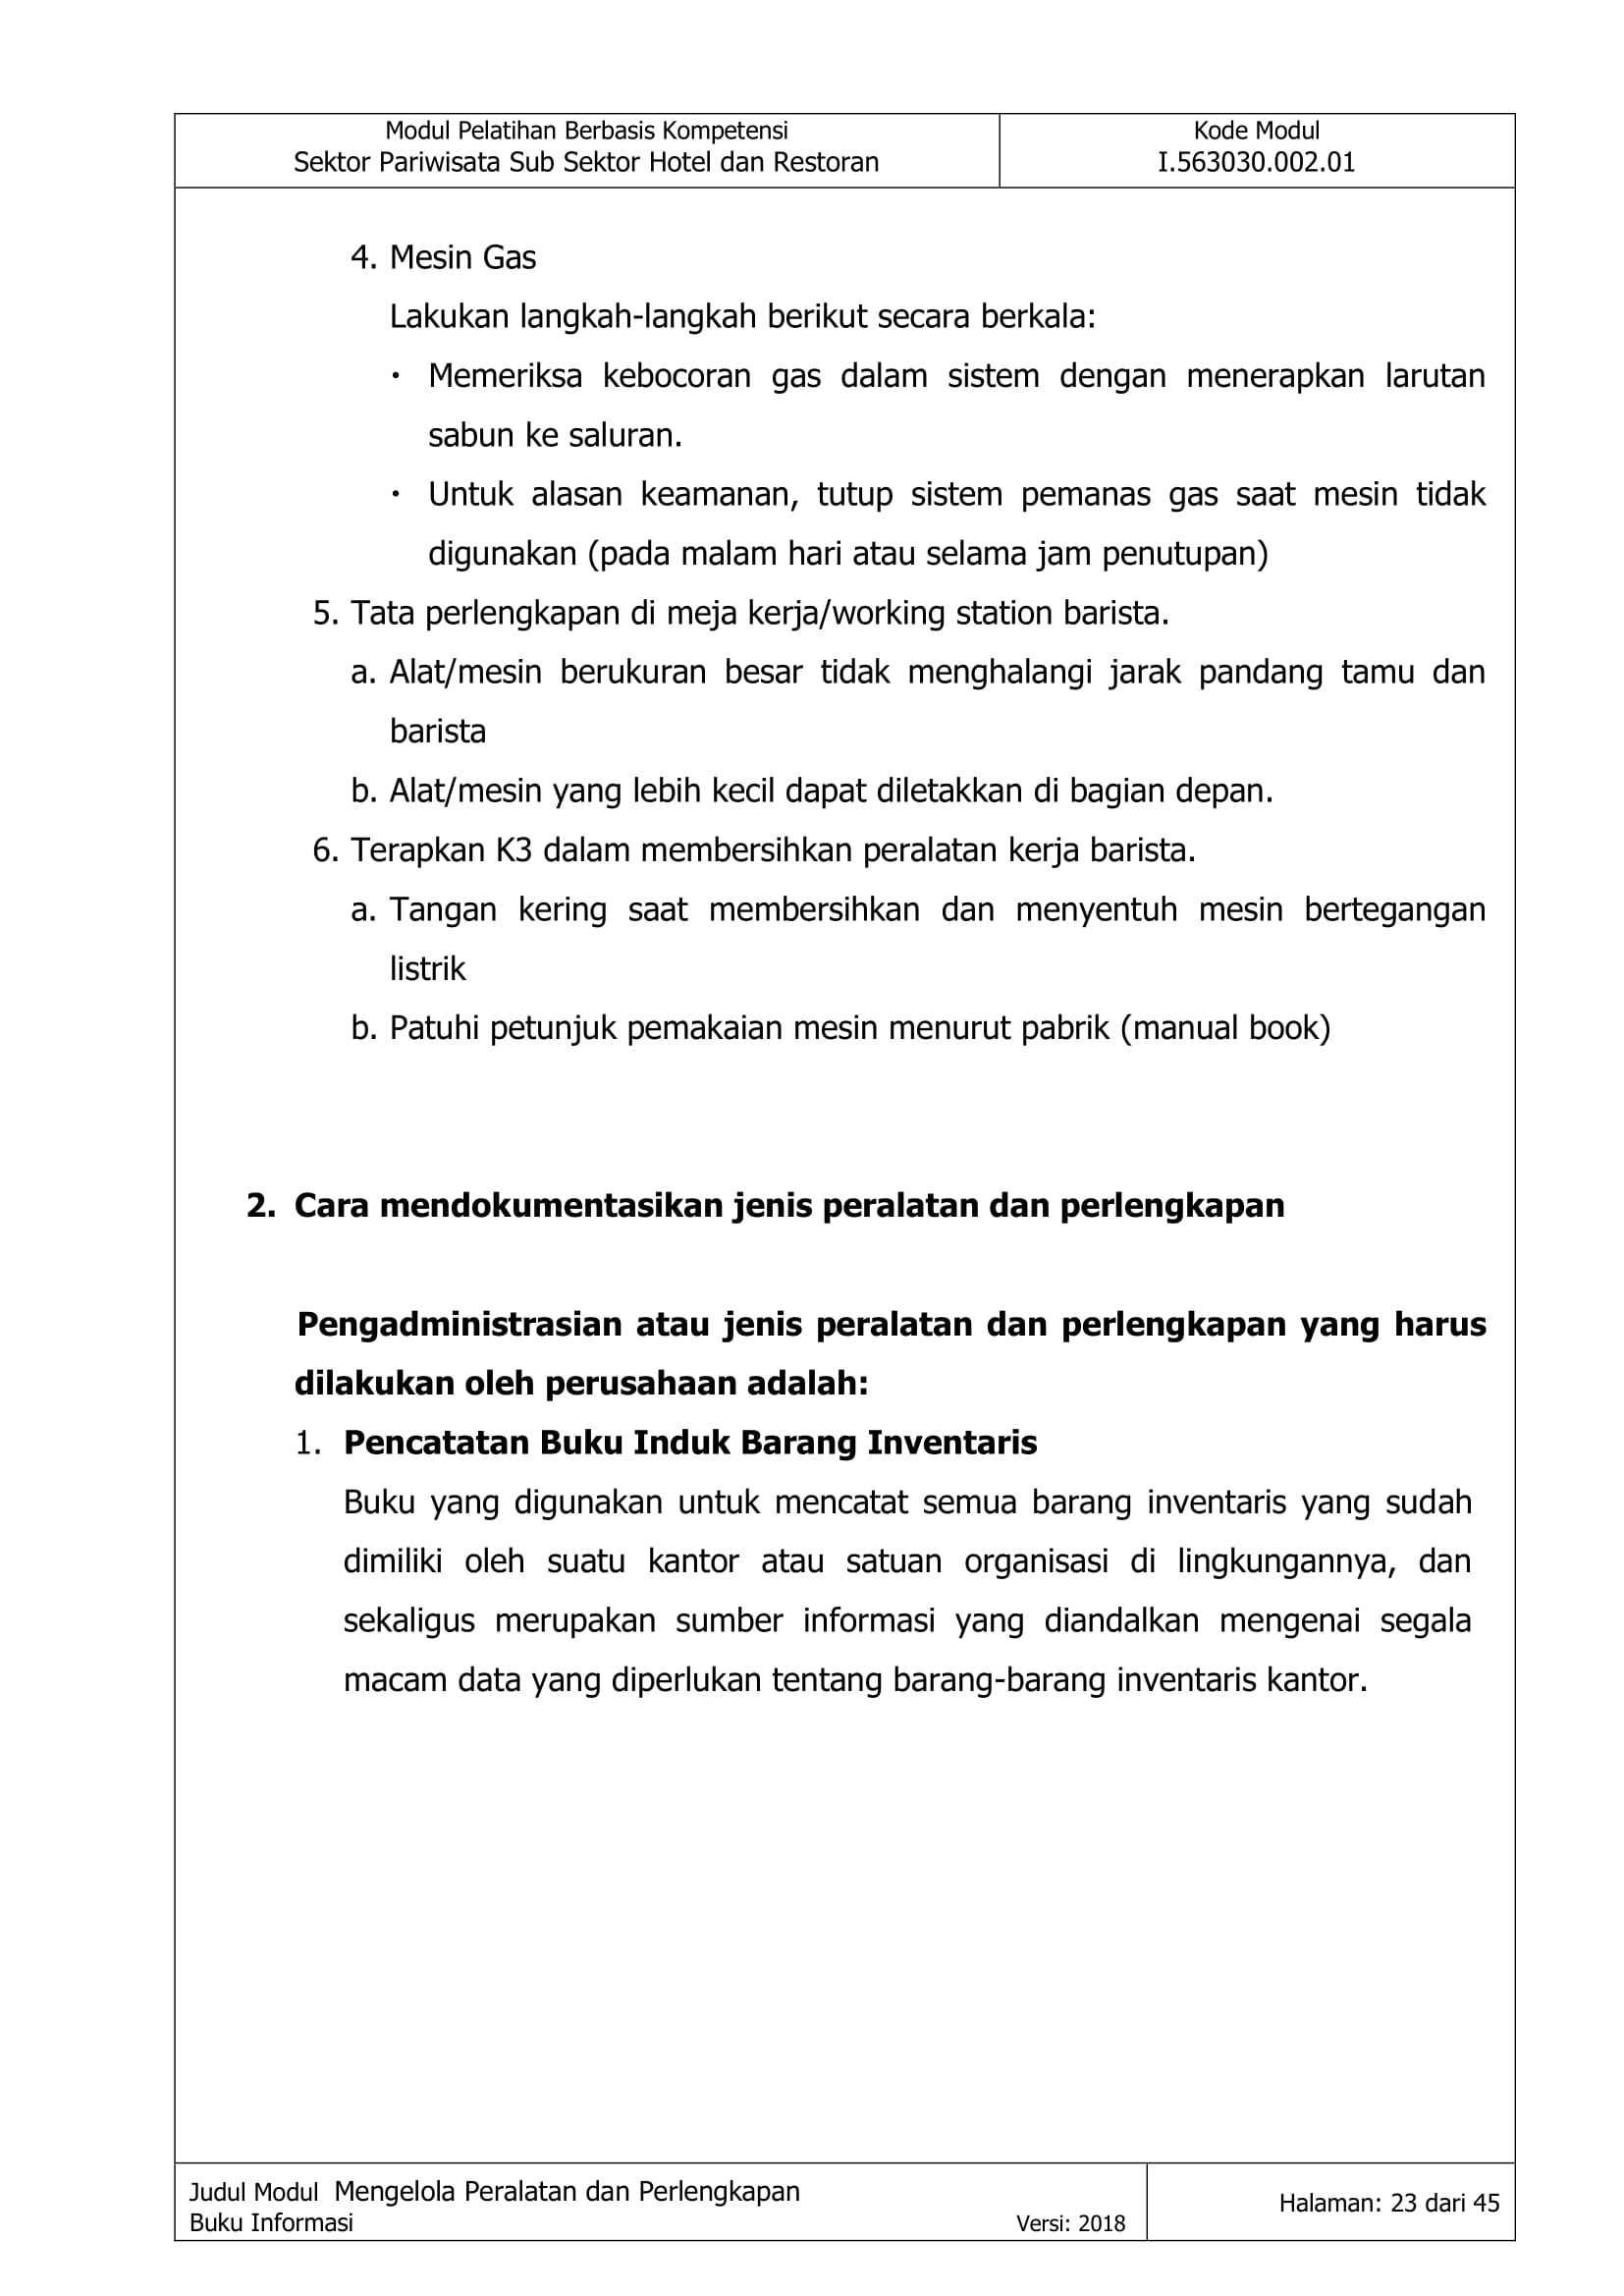 Modul Pelatihan Berbasis Kompetensi
Sektor Pariwisata Sub Sektor Hotel dan Restoran
Kode Modul
I.563030.002.01
4. Mesin Gas
Lakukan langkah-langkah berikut secara berkala:
· Memeriksa kebocoran gas dalam sistem dengan menerapkan larutan
sabun ke saluran.
· Untuk alasan keamanan, tutup sistem pemanas gas saat mesin tidak
digunakan (pada malam hari atau selama jam penutupan)
5. Tata perlengkapan di meja kerja/working station barista.
a. Alat/mesin berukuran besar tidak menghalangi jarak pandang tamu dan
barista
b. Alat/mesin yang lebih kecil dapat diletakkan di bagian depan.
6. Terapkan K3 dalam membersihkan peralatan kerja barista.
a. Tangan kering saat membersihkan dan menyentuh mesin bertegangan
listrik
b. Patuhi petunjuk pemakaian mesin menurut pabrik (manual book)
2. Cara mendokumentasikan jenis peralatan dan perlengkapan
Pengadministrasian atau jenis peralatan dan perlengkapan yang harus
dilakukan oleh perusahaan adalah:
1. Pencatatan Buku Induk Barang Inventaris
Buku yang digunakan untuk mencatat semua barang inventaris yang sudah
dimiliki oleh suatu kantor atau satuan organisasi di lingkungannya, dan
sekaligus merupakan sumber informasi yang diandalkan mengenai segala
macam data yang diperlukan tentang barang-barang inventaris kantor.
Judul Modul Mengelola Peralatan dan Perlengkapan
Buku Informasi
Versi: 2018
Halaman: 23 dari 45